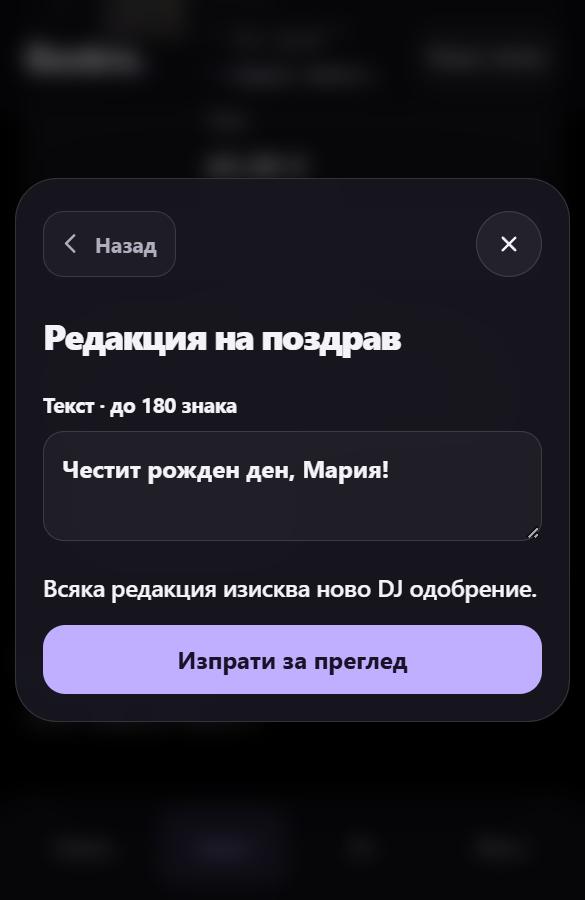 Назад
Редакция на поздрав
Текст · до 180 знака
Честит рожден ден, Мария!
Всяка редакция изисква ново DJ одобрение.
Изпрати за преглед